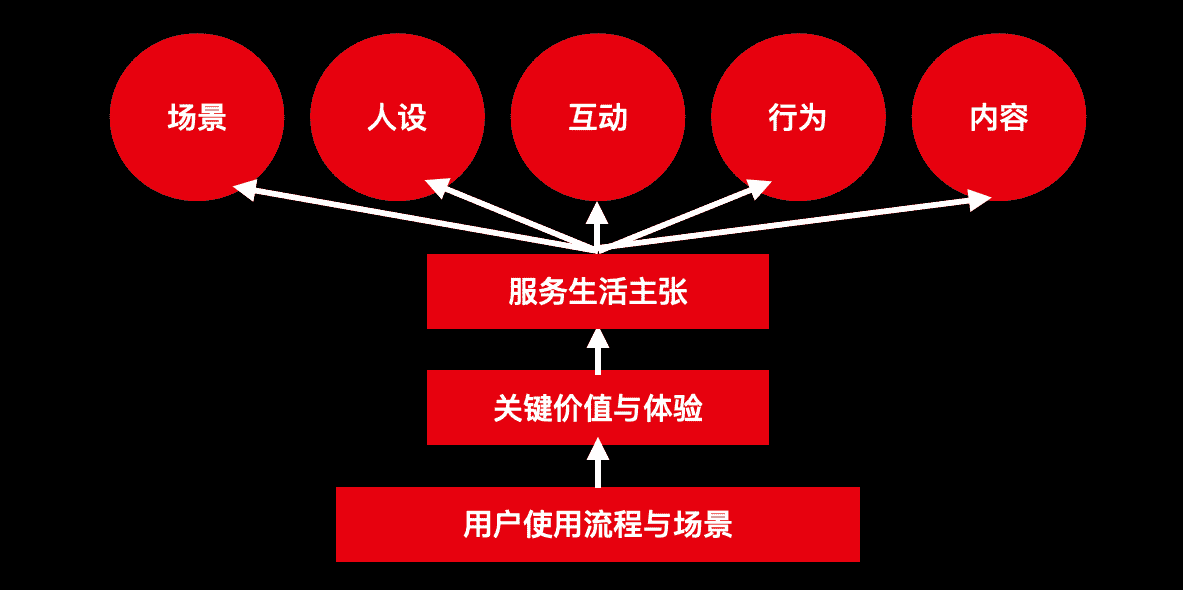 场景
人设
互动
行为
内容
服务生活主张
关键价值与体验
用户使用流程与场景